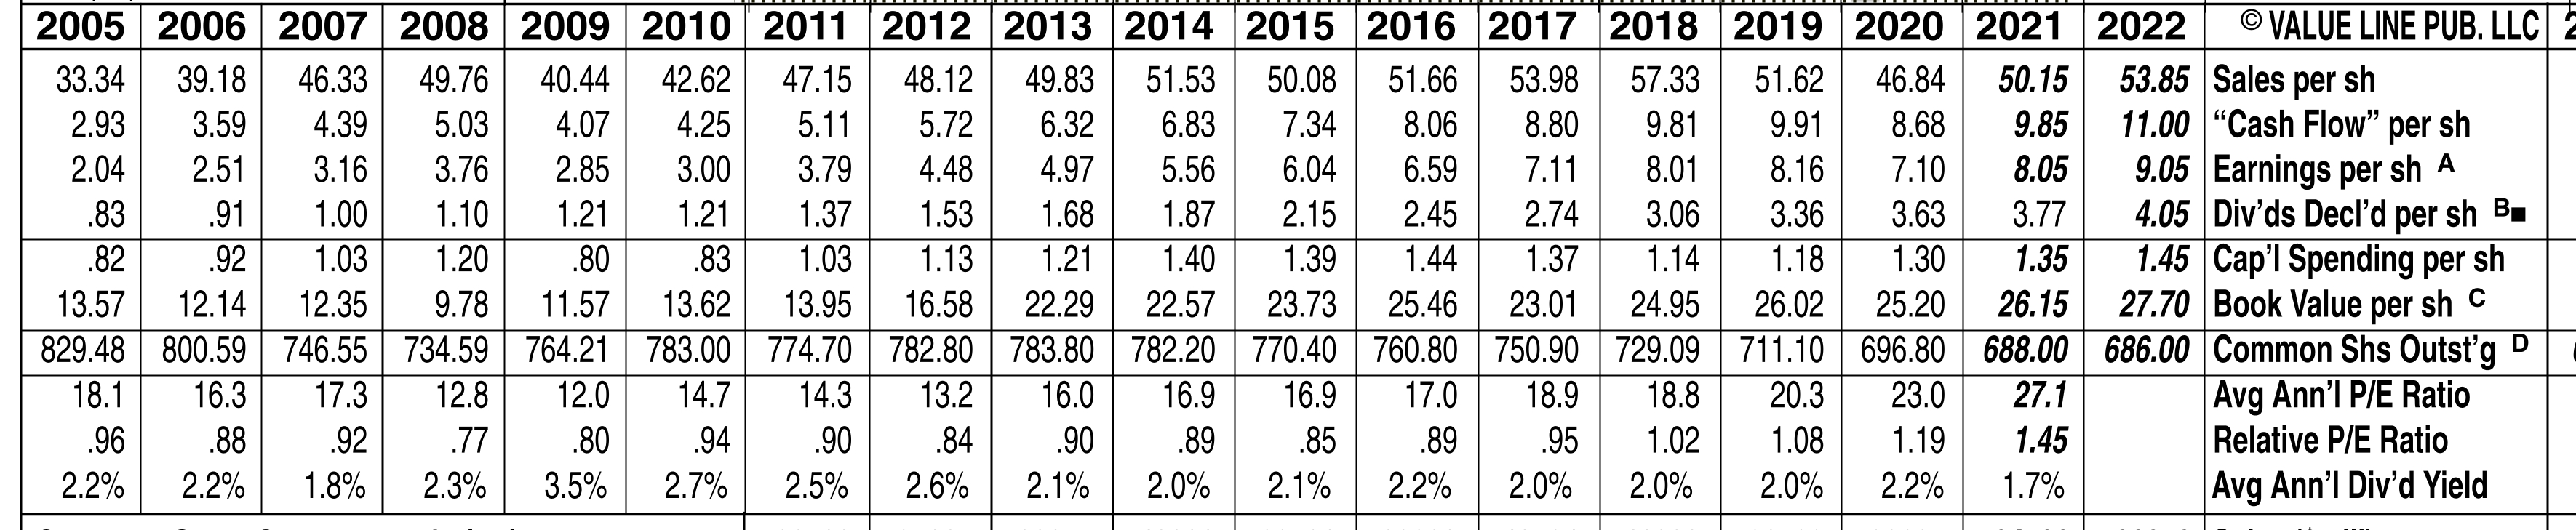 2005 2006 2007 2008 2009 2010 2011 2012 2013 2014 2015 2016 2017 2018 2019 2020 2021 2022 © VALUE LINE PUB. LLC
33.34 39.18 46.33 49.76 40.44 42.62 47.15 48.12 49.83 51.53 50.08 51.66 53.98 57.33 51.62 46.84 50.15 53.85 Sales per sh
2.93 3.59 4.39 5.03 4.07 4.25 5.11 5.72 6.32 6.83 7.34 8.06 8.80 9.81 9.91 8.68 9.85 11.00 “Cash Flow” per sh
2.04 2.51 3.16 3.76 2.85 3.00 3.79 4.48 4.97 5.56 6.04 6.59 7.11 8.01 8.16 7.10 8.05 9.05 Earnings per sh A
.83 .91 1.00 1.10 1.21 1.21 1.37 1.53 1.68 1.87 2.15 2.45 2.74 3.06 3.36 3.63 3.77 4.05 Div’ds Decl’d per sh B■
.82 .92 1.03 1.20 .80 .83 1.03 1.13 1.21 1.40 1.39 1.44 1.37 1.14 1.18 1.30 1.35 1.45 Cap’l Spending per sh
13.57 12.14 12.35 9.78 11.57 13.62 13.95 16.58 22.29 22.57 23.73 25.46 23.01 24.95 26.02 25.20 26.15 27.70 Book Value per sh C
829.48 800.59 746.55 734.59 764.21 783.00 774.70 782.80 783.80 782.20 770.40 760.80 750.90 729.09 711.10 696.80 688.00 686.00 Common Shs Outst’g D
18.1 16.3 17.3 12.8 12.0 14.7 14.3 13.2 16.0 16.9 16.9 17.0 18.9 18.8 20.3 23.0 27.1 Avg Ann’l P/E Ratio
.96 .88 .92 .77 .80 .94 .90 .84 .90 .89 .85 .89 .95 1.02 1.08 1.19 1.45 Relative P/E Ratio
2.2% 2.2% 1.8% 2.3% 3.5% 2.7% 2.5% 2.6% 2.1% 2.0% 2.1% 2.2% 2.0% 2.0% 2.0% 2.2% 1.7% Avg Ann’l Div’d Yield